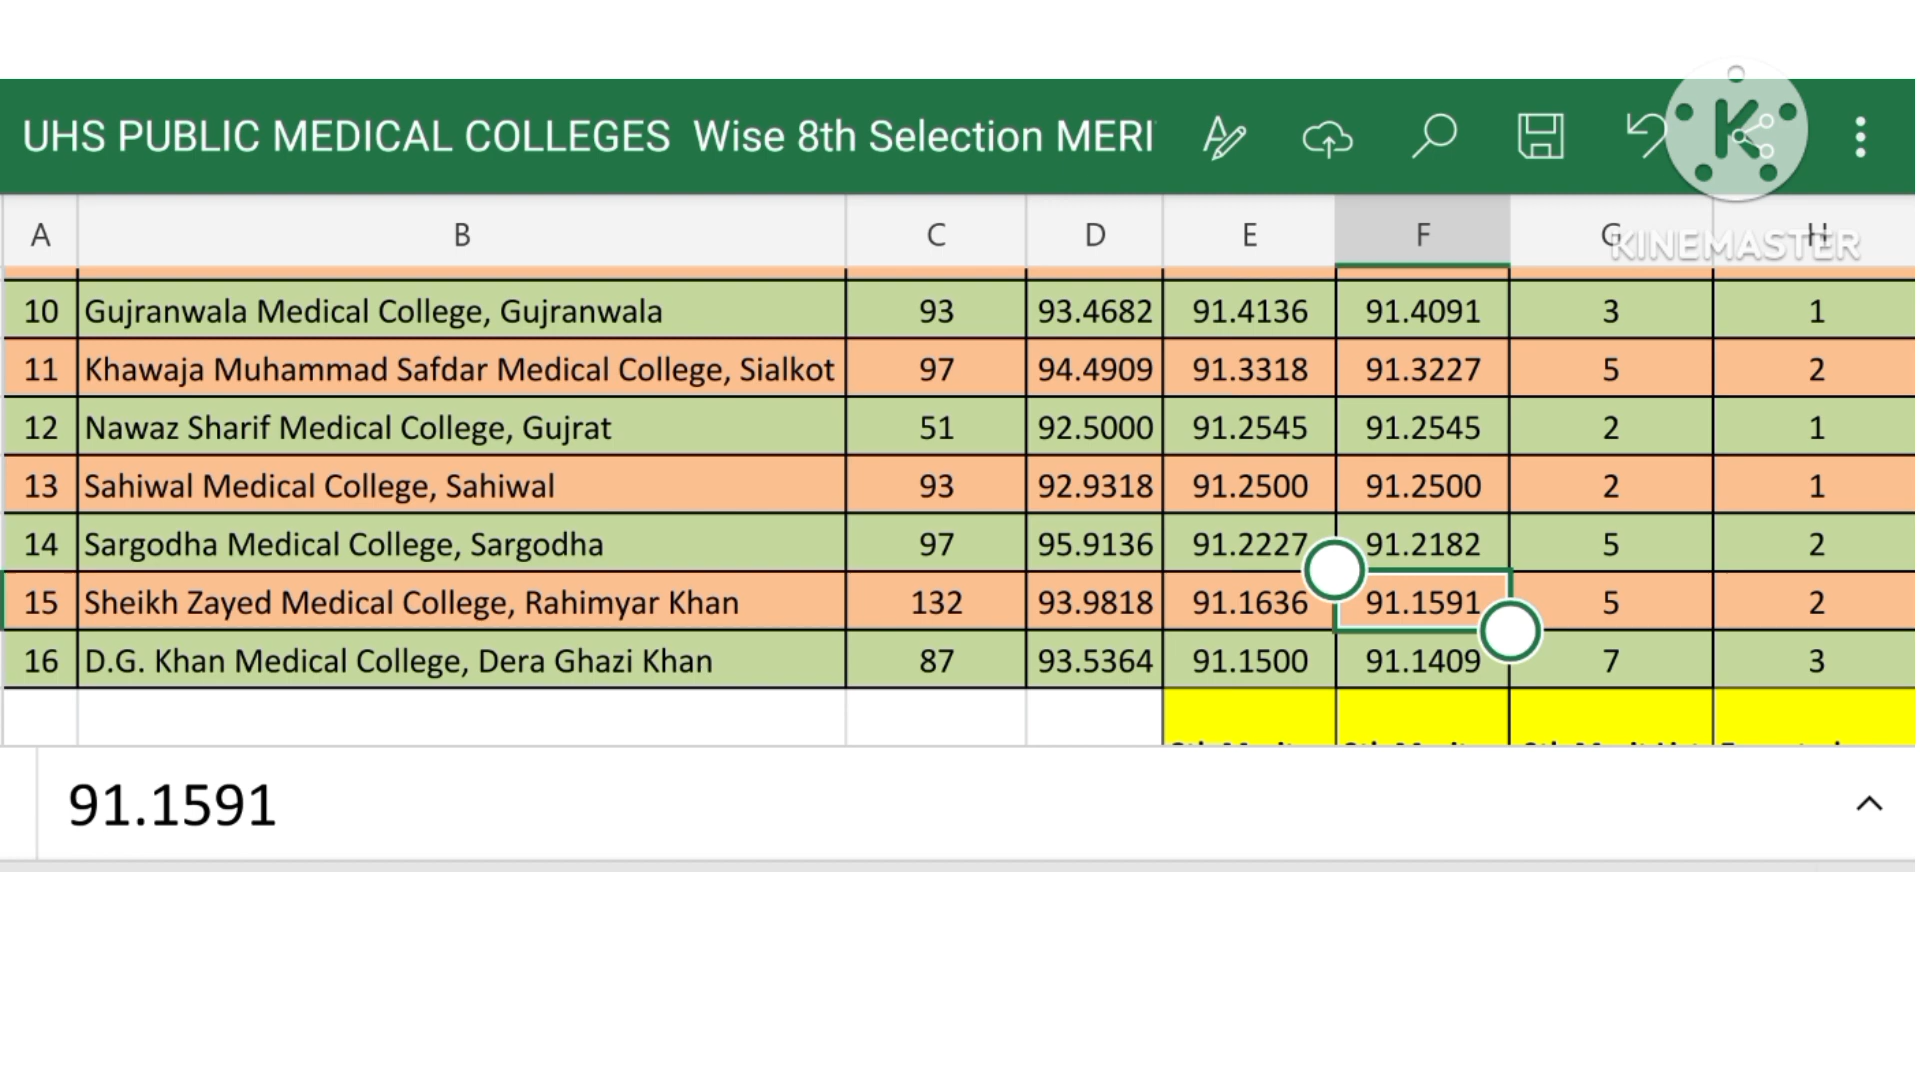 UHS PUBLIC MEDICAL COLLEGES Wise 8th Selection MERI
K
KINEMASTER
A B C D E F G H
10 Gujranwala Medical College, Gujranwala 93 93.4682 91.4136 91.4091 3 1
11 Khawaja Muhammad Safdar Medical College, Sialkot 97 94.4909 91.3318 91.3227 5 2
12 Nawaz Sharif Medical College, Gujrat 51 92.5000 91.2545 91.2545 2 1
13 Sahiwal Medical College, Sahiwal 93 92.9318 91.2500 91.2500 2 1
14 Sargodha Medical College, Sargodha 97 95.9136 91.2227 91.2182 5 2
15 Sheikh Zayed Medical College, Rahimyar Khan 132 93.9818 91.1636 91.1591 5 2
16 D.G. Khan Medical College, Dera Ghazi Khan 87 93.5364 91.1500 91.1409 7 3
91.1591